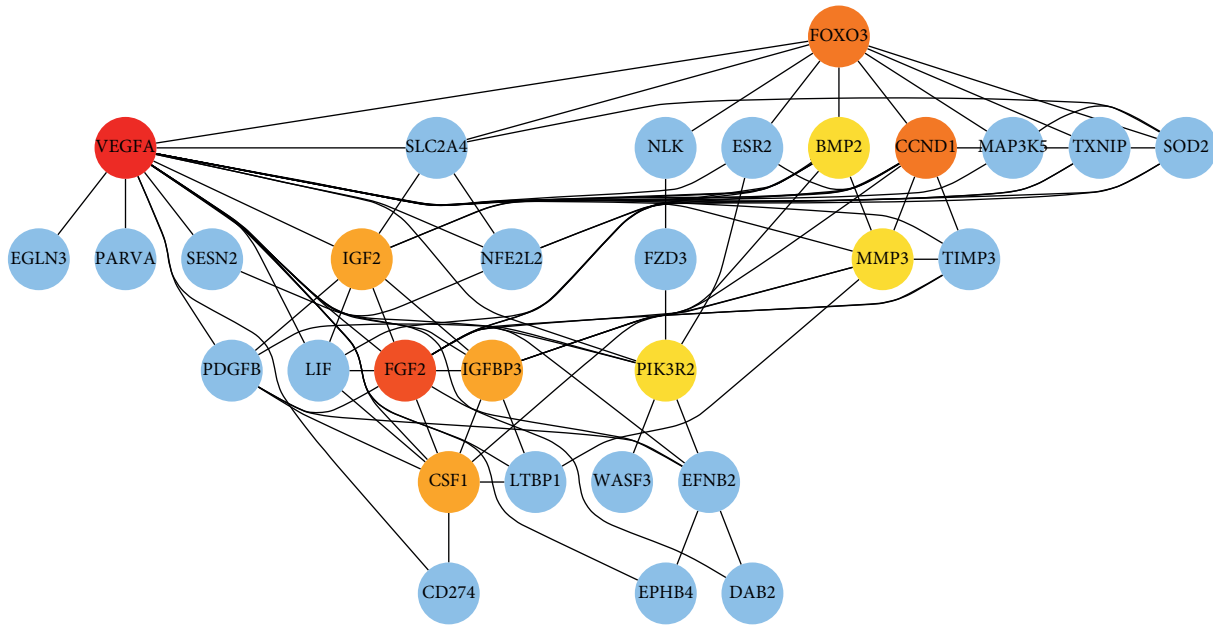 FOXO3
VEGFA
SLC2A4
NLK
ESR2
BMP2
CCND1
MAP3K5
TXNIP
SOD2
EGLN3
PARVA
SESN2
IGF2
NFE2L2
FZD3
MMP3
TIMP3
PDGFB
LIF
FGF2
IGFBP3
PIK3R2
CSF1
LTBP1
WASF3
EFNB2
CD274
EPHB4
DAB2